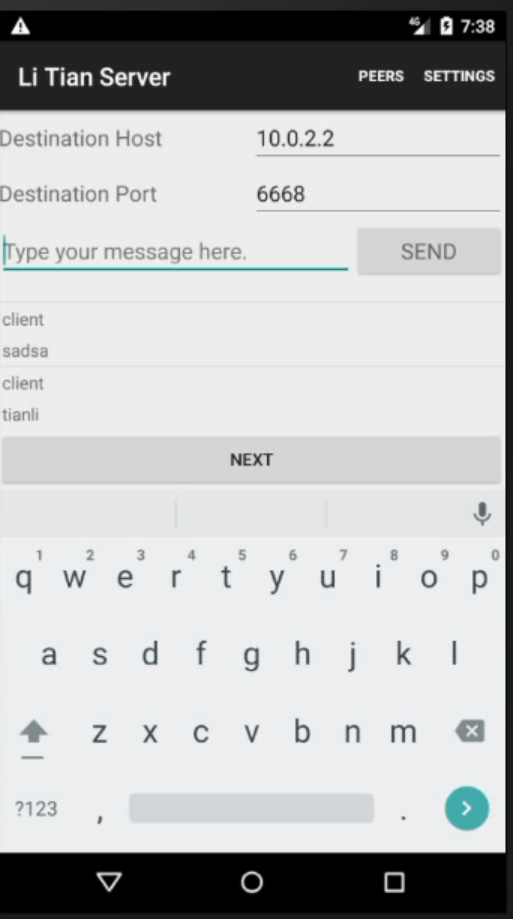 4G 7:38
Li Tian Server PEERS SETTINGS
Destination Host 10.0.2.2
Destination Port 6668
Type your message here. SEND
client
sadsa
client
tianli
NEXT
1 2 3 4 5 6 7 8 9 0
q w e r t y u i o p
a s d f g h j k l
z x c v b n m
?123 , .